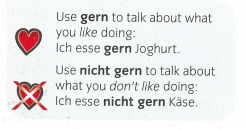 Use gern to talk about what
you like doing:
Ich esse gern Joghurt.
Use nicht gern to talk about
what you don't like doing:
Ich esse nicht gern Käse.